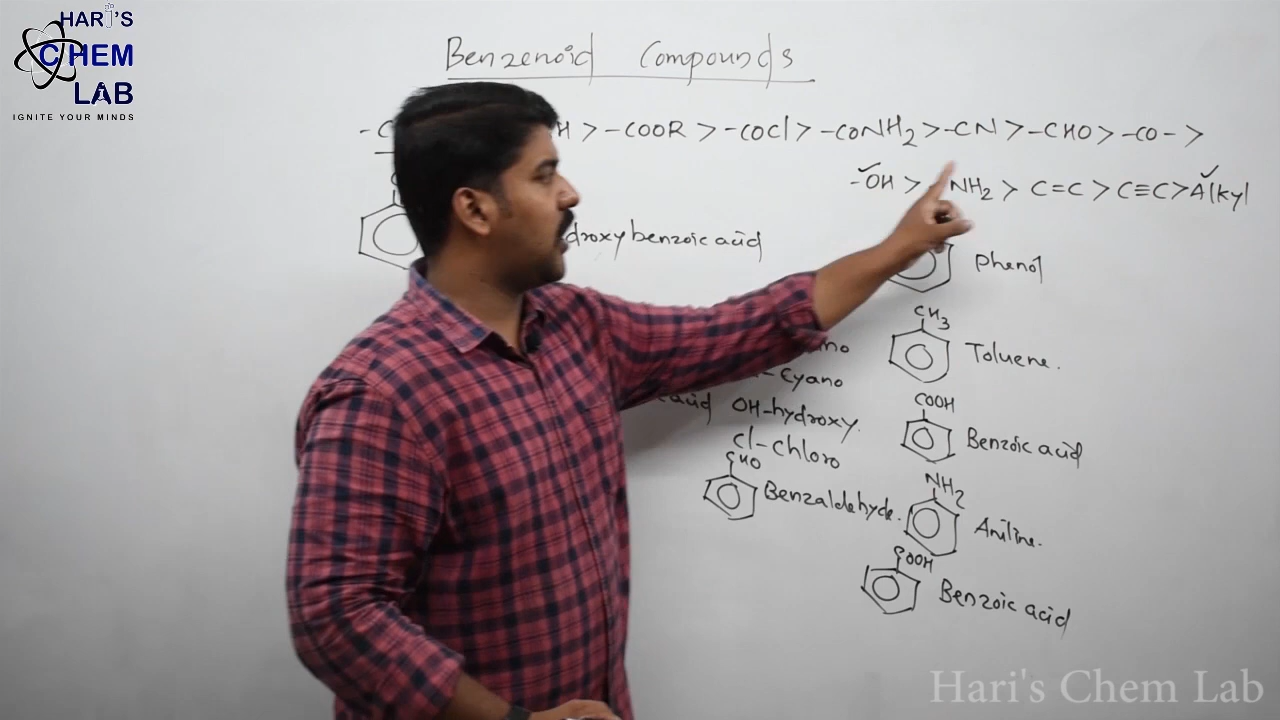 HARI'S
CHEM
LAB
IGNITE YOUR MINDS
Benzenoid Compounds
> -COOR > -COCl > -CONH2 > -CN > -CHO > -CO- >
-OH > NH2 > C=C > C≡C > Alkyl
benzoic acid
Phenol
CH3
Toluene.
-Cyano
COOH
acid OH-hydroxy.
Benzoic acid
Cl-Chloro
CHO
NH2
Benzaldehyde.
Aniline.
COOH
Benzoic acid
Hari's Chem Lab